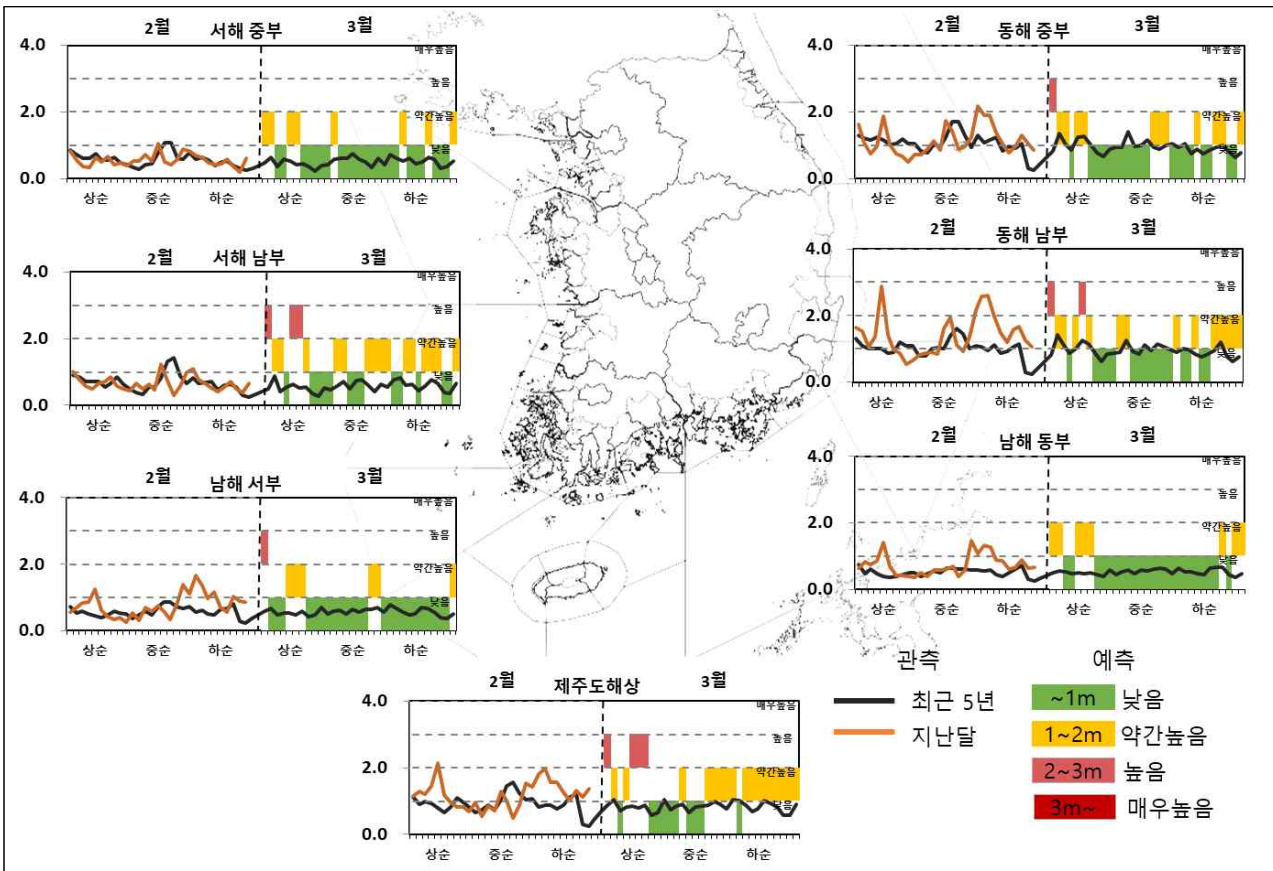 2월 서해 중부 3월
4.0
2.0
0.0
매우높음
높음
약간높음
낮음
상순 중순 하순 상순 중순 하순
2월 서해 남부 3월
4.0
2.0
0.0
매우높음
높음
약간높음
낮음
상순 중순 하순 상순 중순 하순
2월 남해 서부 3월
4.0
2.0
0.0
매우높음
높음
약간높음
낮음
상순 중순 하순 상순 중순 하순
2월 동해 중부 3월
4.0
2.0
0.0
매우높음
높음
약간높음
낮음
상순 중순 하순 상순 중순 하순
2월 동해 남부 3월
4.0
2.0
0.0
매우높음
높음
약간높음
낮음
상순 중순 하순 상순 중순 하순
2월 남해 동부 3월
4.0
2.0
0.0
매우높음
높음
약간높음
낮음
상순 중순 하순 상순 중순 하순
2월 제주도해상 3월
4.0
2.0
0.0
매우높음
높음
약간높음
낮음
상순 중순 하순 상순 중순 하순
관측 예측
최근 5년 ~1m 낮음
지난달 1~2m 약간높음
2~3m 높음
3m~ 매우높음